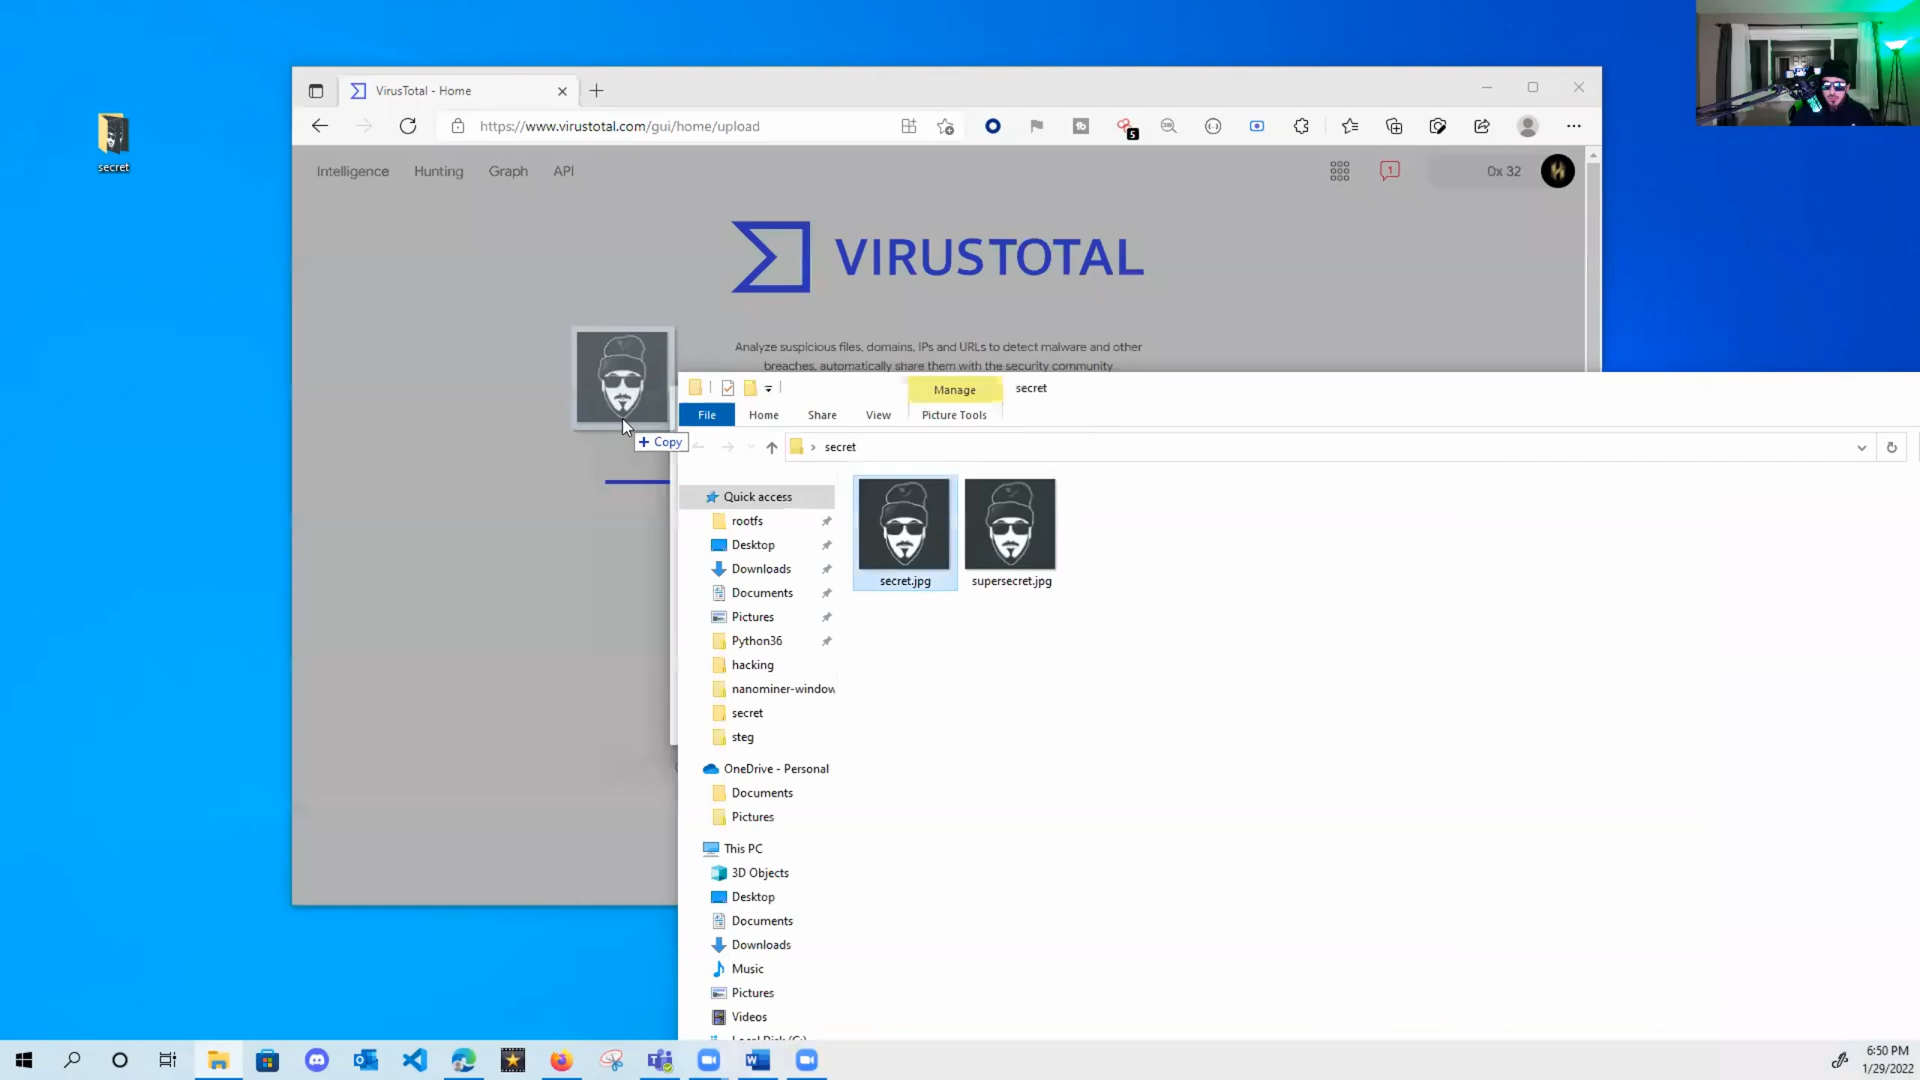 secret
VirusTotal - Home
https://www.virustotal.com/gui/home/upload
5
Intelligence
Hunting
Graph
API
1
0x 32
VIRUSTOTAL
Analyze suspicious files, domains, IPs and URLs to detect malware and other
breaches, automatically share them with the security community
Manage
secret
File
Home
Share
View
Picture Tools
+ Copy
secret
Quick access
rootfs
Desktop
Downloads
Documents
Pictures
Python36
hacking
nanominer-window
secret
steg
OneDrive - Personal
Documents
Pictures
This PC
3D Objects
Desktop
Documents
Downloads
Music
Pictures
Videos
secret.jpg
supersecret.jpg
6:50 PM
1/29/2022